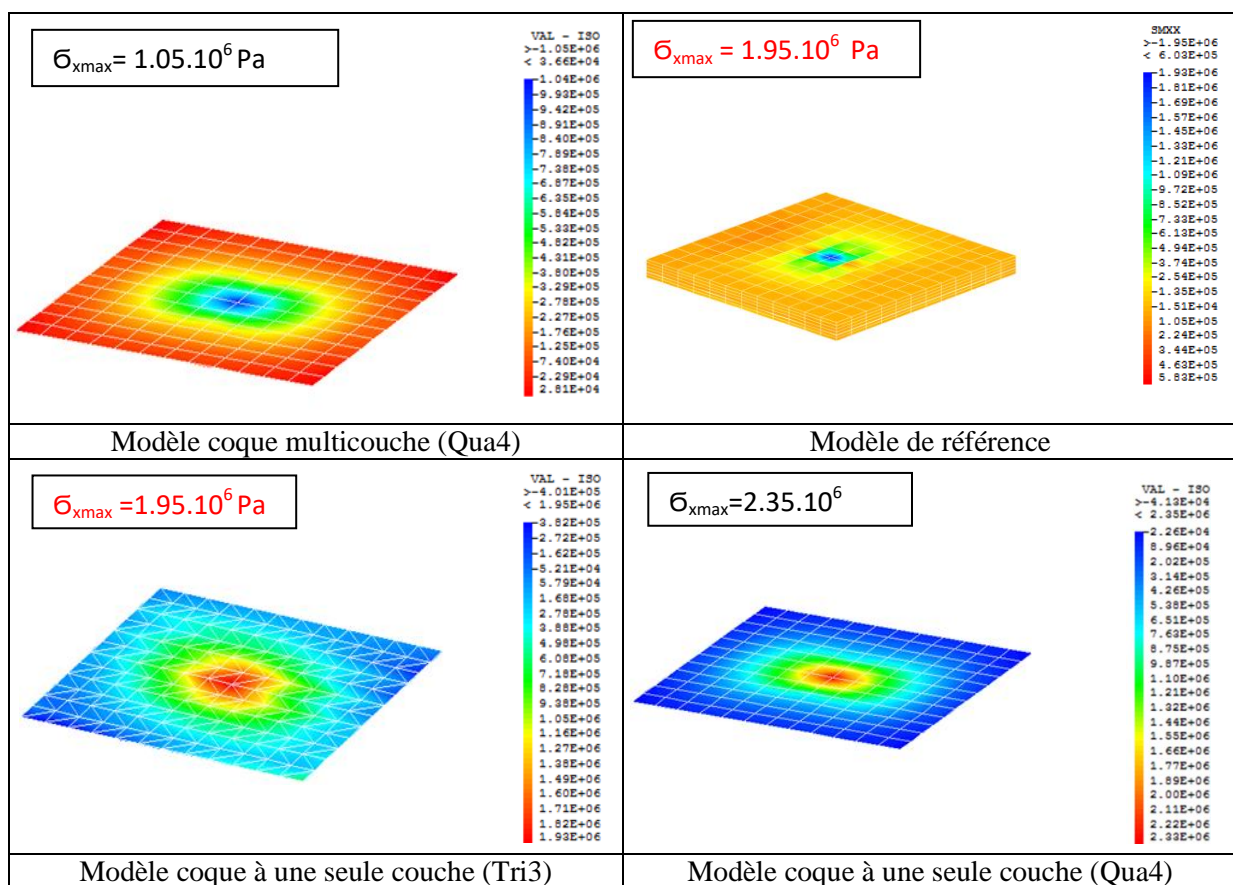 Ϭxmax= 1.05.10^6 Pa
VAL - ISO
>-1.05E+06
< 3.66E+04
-1.04E+06
-9.93E+05
-9.42E+05
-8.91E+05
-8.40E+05
-7.89E+05
-7.38E+05
-6.87E+05
-6.35E+05
-5.84E+05
-5.33E+05
-4.82E+05
-4.31E+05
-3.80E+05
-3.29E+05
-2.78E+05
-2.27E+05
-1.76E+05
-1.25E+05
-7.40E+04
-2.29E+04
2.81E+04
Modèle coque multicouche (Qua4)
Ϭxmax = 1.95.10^6 Pa
SMXX
>-1.95E+06
< 6.03E+05
-1.93E+06
-1.81E+06
-1.69E+06
-1.57E+06
-1.45E+06
-1.33E+06
-1.21E+06
-1.09E+06
-9.72E+05
-8.52E+05
-7.33E+05
-6.13E+05
-4.94E+05
-3.74E+05
-2.54E+05
-1.35E+05
-1.51E+04
1.05E+05
2.24E+05
3.44E+05
4.63E+05
5.83E+05
Modèle de référence
Ϭxmax =1.95.10^6 Pa
VAL - ISO
>-4.01E+05
< 1.95E+06
-3.82E+05
-2.72E+05
-1.62E+05
-5.21E+04
5.79E+04
1.68E+05
2.78E+05
3.88E+05
4.98E+05
6.08E+05
7.18E+05
8.28E+05
9.38E+05
1.05E+06
1.16E+06
1.27E+06
1.38E+06
1.49E+06
1.60E+06
1.71E+06
1.82E+06
1.93E+06
Modèle coque à une seule couche (Tri3)
Ϭxmax=2.35.10^6
VAL - ISO
>-4.13E+04
< 2.35E+06
-2.26E+04
8.96E+04
2.02E+05
3.14E+05
4.26E+05
5.38E+05
6.51E+05
7.63E+05
8.75E+05
9.87E+05
1.10E+06
1.21E+06
1.32E+06
1.44E+06
1.55E+06
1.66E+06
1.77E+06
1.89E+06
2.00E+06
2.11E+06
2.22E+06
2.33E+06
Modèle coque à une seule couche (Qua4)